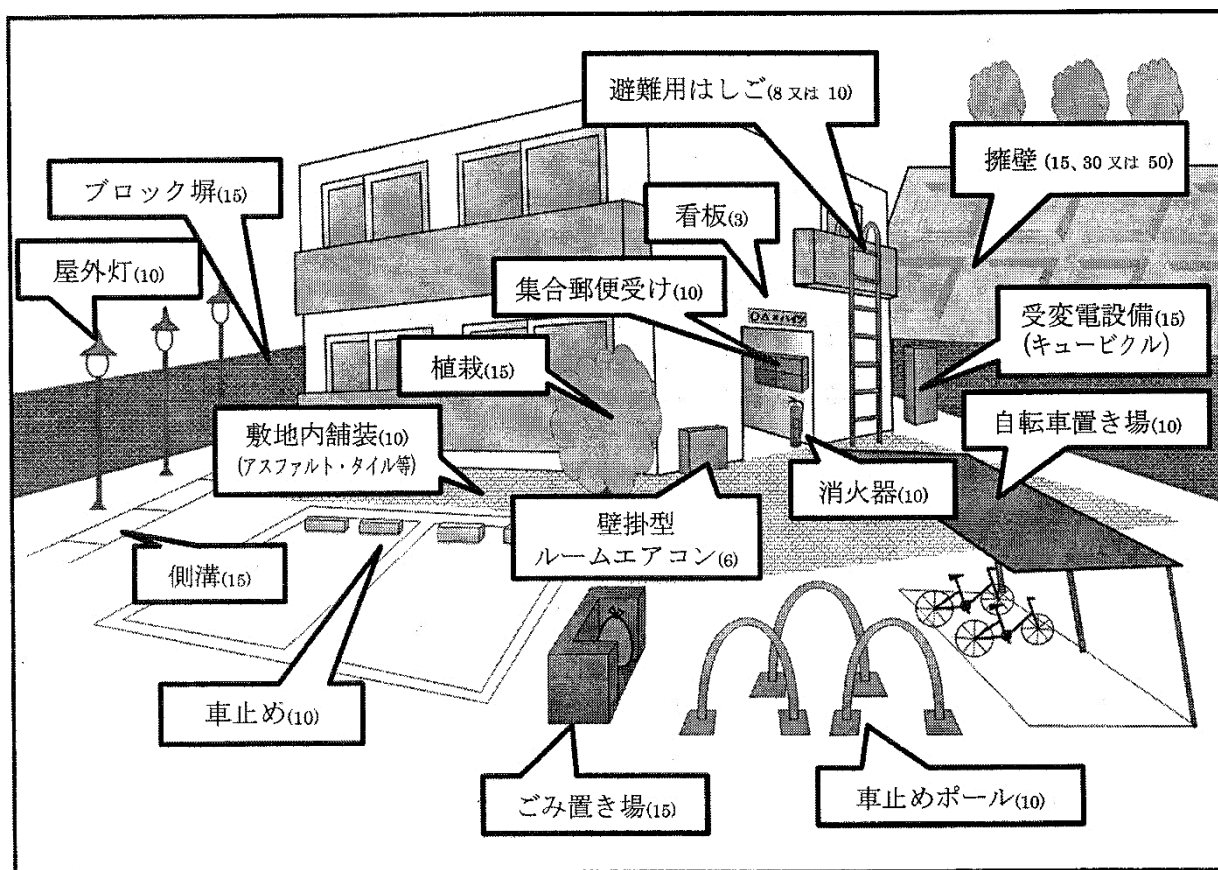 避難用はしご(8 又は 10)
擁壁 (15、30 又は 50)
ブロック塀(15)
看板(3)
屋外灯(10)
集合郵便受け(10)
受変電設備(15)
(キュービクル)
○△×ハイツ
植栽(15)
敷地内舗装(10)
(アスファルト・タイル等)
自転車置き場(10)
消火器(10)
壁掛型
ルームエアコン(6)
側溝(15)
車止め(10)
ごみ置き場(15)
車止めポール(10)